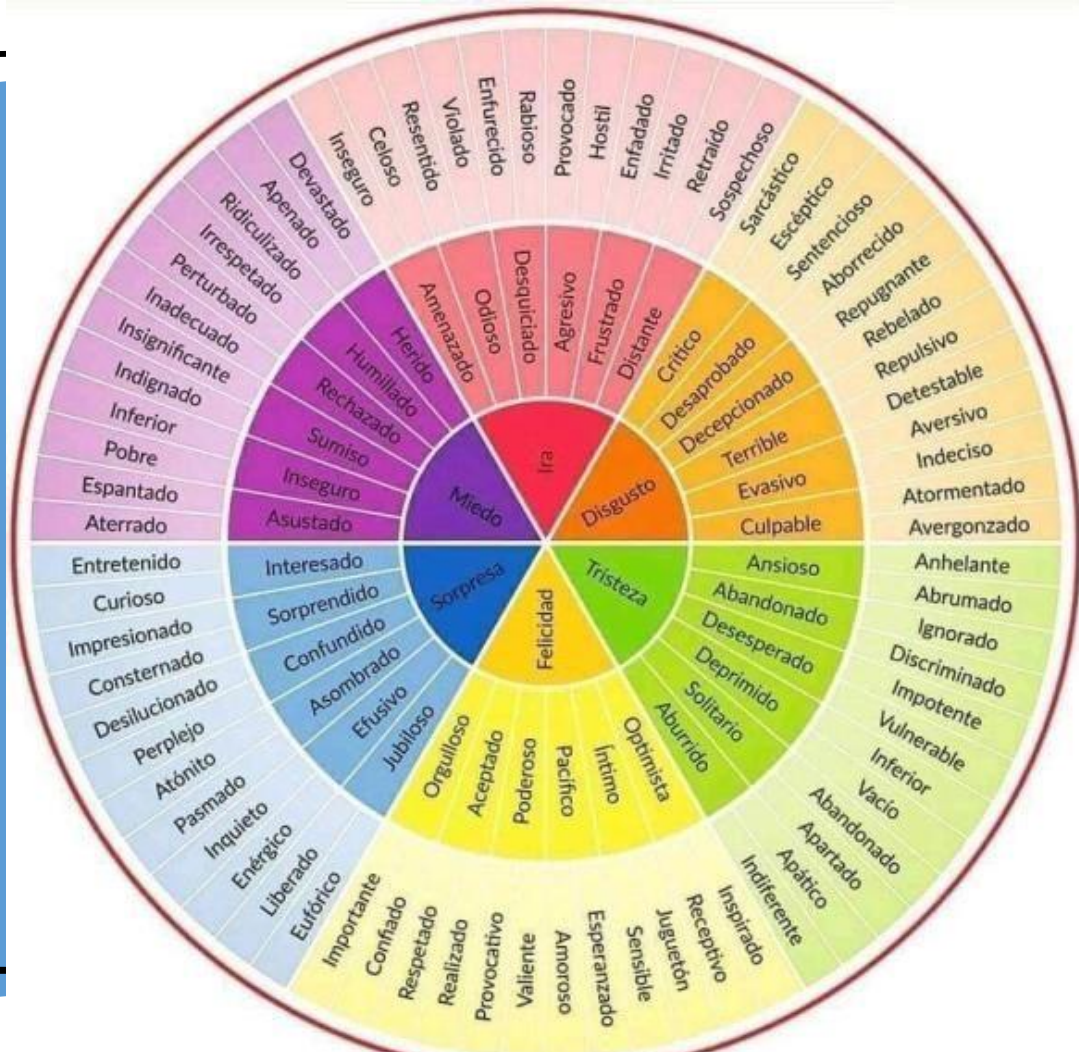 Ira
Disgusto
Tristeza
Felicidad
Sorpresa
Miedo
Amenazado
Odioso
Desquiciado
Agresivo
Frustrado
Distante
Crítico
Desaprobado
Decepcionado
Terrible
Evasivo
Culpable
Ansioso
Abandonado
Desesperado
Deprimido
Solitario
Aburrido
Optimista
Íntimo
Pacífico
Poderoso
Aceptado
Orgulloso
Jubiloso
Efusivo
Asombrado
Confundido
Sorprendido
Interesado
Asustado
Inseguro
Sumiso
Rechazado
Humillado
Herido
Inseguro
Celoso
Resentido
Violado
Enfurecido
Rabioso
Provocado
Hostil
Enfadado
Irritado
Retraído
Sospechoso
Sarcástico
Escéptico
Sentencioso
Aborrecido
Repugnante
Rebelado
Repulsivo
Detestable
Aversivo
Indeciso
Atormentado
Avergonzado
Anhelante
Abrumado
Ignorado
Discriminado
Impotente
Vulnerable
Inferior
Vacío
Abandonado
Apartado
Apático
Indiferente
Inspirado
Receptivo
Juguetón
Sensible
Esperanzado
Amoroso
Valiente
Provocativo
Realizado
Respetado
Confiado
Importante
Eufórico
Liberado
Enérgico
Inquieto
Pasmado
Atónito
Perplejo
Desilucionado
Consternado
Impresionado
Curioso
Entretenido
Aterrado
Espantado
Pobre
Inferior
Indignado
Insignificante
Inadecuado
Perturbado
Irrespetado
Ridiculizado
Apenado
Devastado